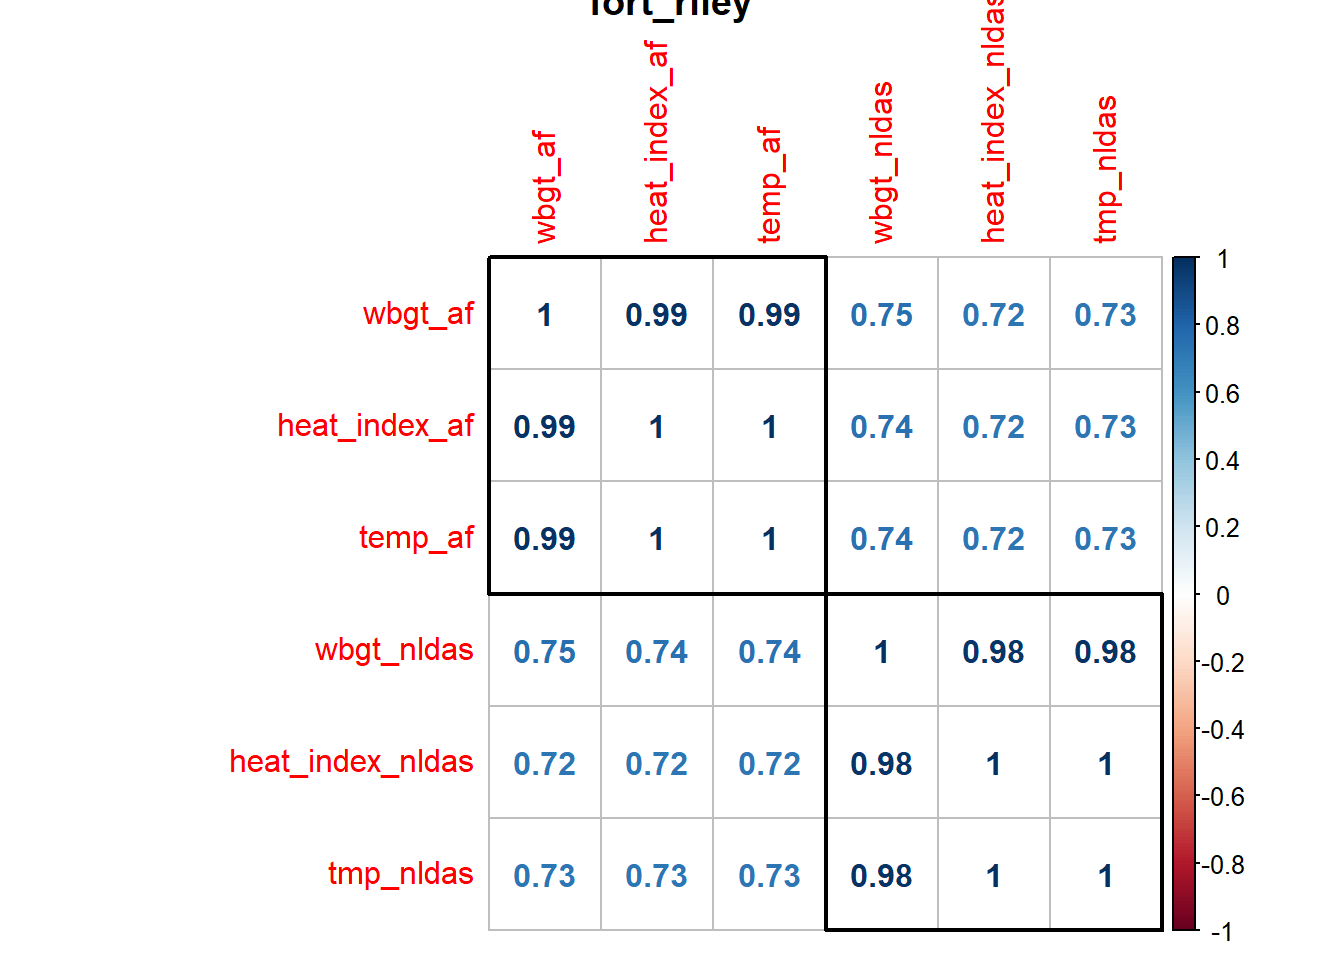 fort_riley
wbgt_af heat_index_af temp_af wbgt_nldas heat_index_nldas tmp_nldas
wbgt_af 1 0.99 0.99 0.75 0.72 0.73
heat_index_af 0.99 1 1 0.74 0.72 0.73
temp_af 0.99 1 1 0.74 0.72 0.73
wbgt_nldas 0.75 0.74 0.74 1 0.98 0.98
heat_index_nldas 0.72 0.72 0.72 0.98 1 1
tmp_nldas 0.73 0.73 0.73 0.98 1 1
1
0.8
0.6
0.4
0.2
0
-0.2
-0.4
-0.6
-0.8
-1